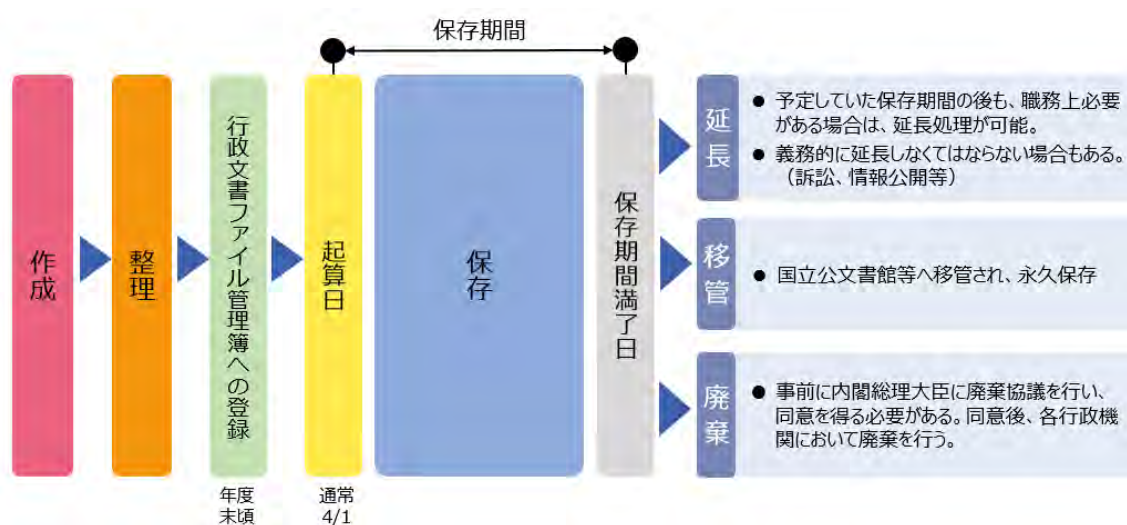 保存期間
作成
整理
行政文書ファイル管理簿への登録
年度
末頃
起算日
通常
4/1
保存
保存期間満了日
延長
● 予定していた保存期間の後も、職務上必要
がある場合は、延長処理が可能。
● 義務的に延長しなくてはならない場合もある。
（訴訟、情報公開等）
移管
● 国立公文書館等へ移管され、永久保存
廃棄
● 事前に内閣総理大臣に廃棄協議を行い、
同意を得る必要がある。同意後、各行政機
関において廃棄を行う。